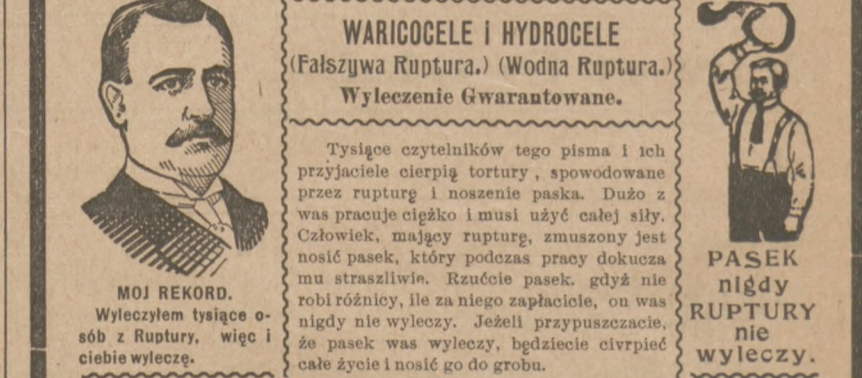 MOJ REKORD.
Wyleczyłem tysiące o-
sób z Ruptury, więc i
ciebie wyleczę.
WARICOCELE i HYDROCELE
(Fałszywa Ruptura.) (Wodna Ruptura.)
Wyleczenie Gwarantowane.
Tysiące czytelników tego pisma i ich
przyjaciele cierpią tortury , spowodowane
przez rupturę i noszenie paska. Dużo z
was pracuje ciężko i musi użyć całej siły.
Człowiek, mający rupturę, zmuszony jest
nosić pasek, który podczas pracy dokucza
mu straszliwie. Rzućcie pasek. gdyż nie
robi różnicy, ile za niego zapłacicie, on was
nigdy nie wyleczy. Jeżeli przypuszczacie,
że pasek was wyleczy, będziecie civrpieć
całe życie i nosić go do grobu.
PASEK
nigdy
RUPTURY
nie
wyleczy.